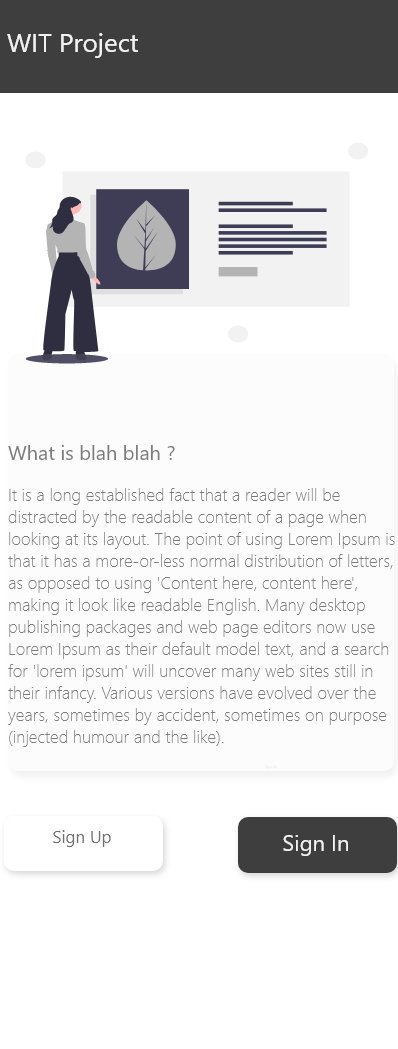 WIT Project
What is blah blah ?
It is a long established fact that a reader will be
distracted by the readable content of a page when
looking at its layout. The point of using Lorem Ipsum is
that it has a more-or-less normal distribution of letters,
as opposed to using 'Content here, content here',
making it look like readable English. Many desktop
publishing packages and web page editors now use
Lorem Ipsum as their default model text, and a search
for 'lorem ipsum' will uncover many web sites still in
their infancy. Various versions have evolved over the
years, sometimes by accident, sometimes on purpose
(injected humour and the like).
Sign Up
Sign In